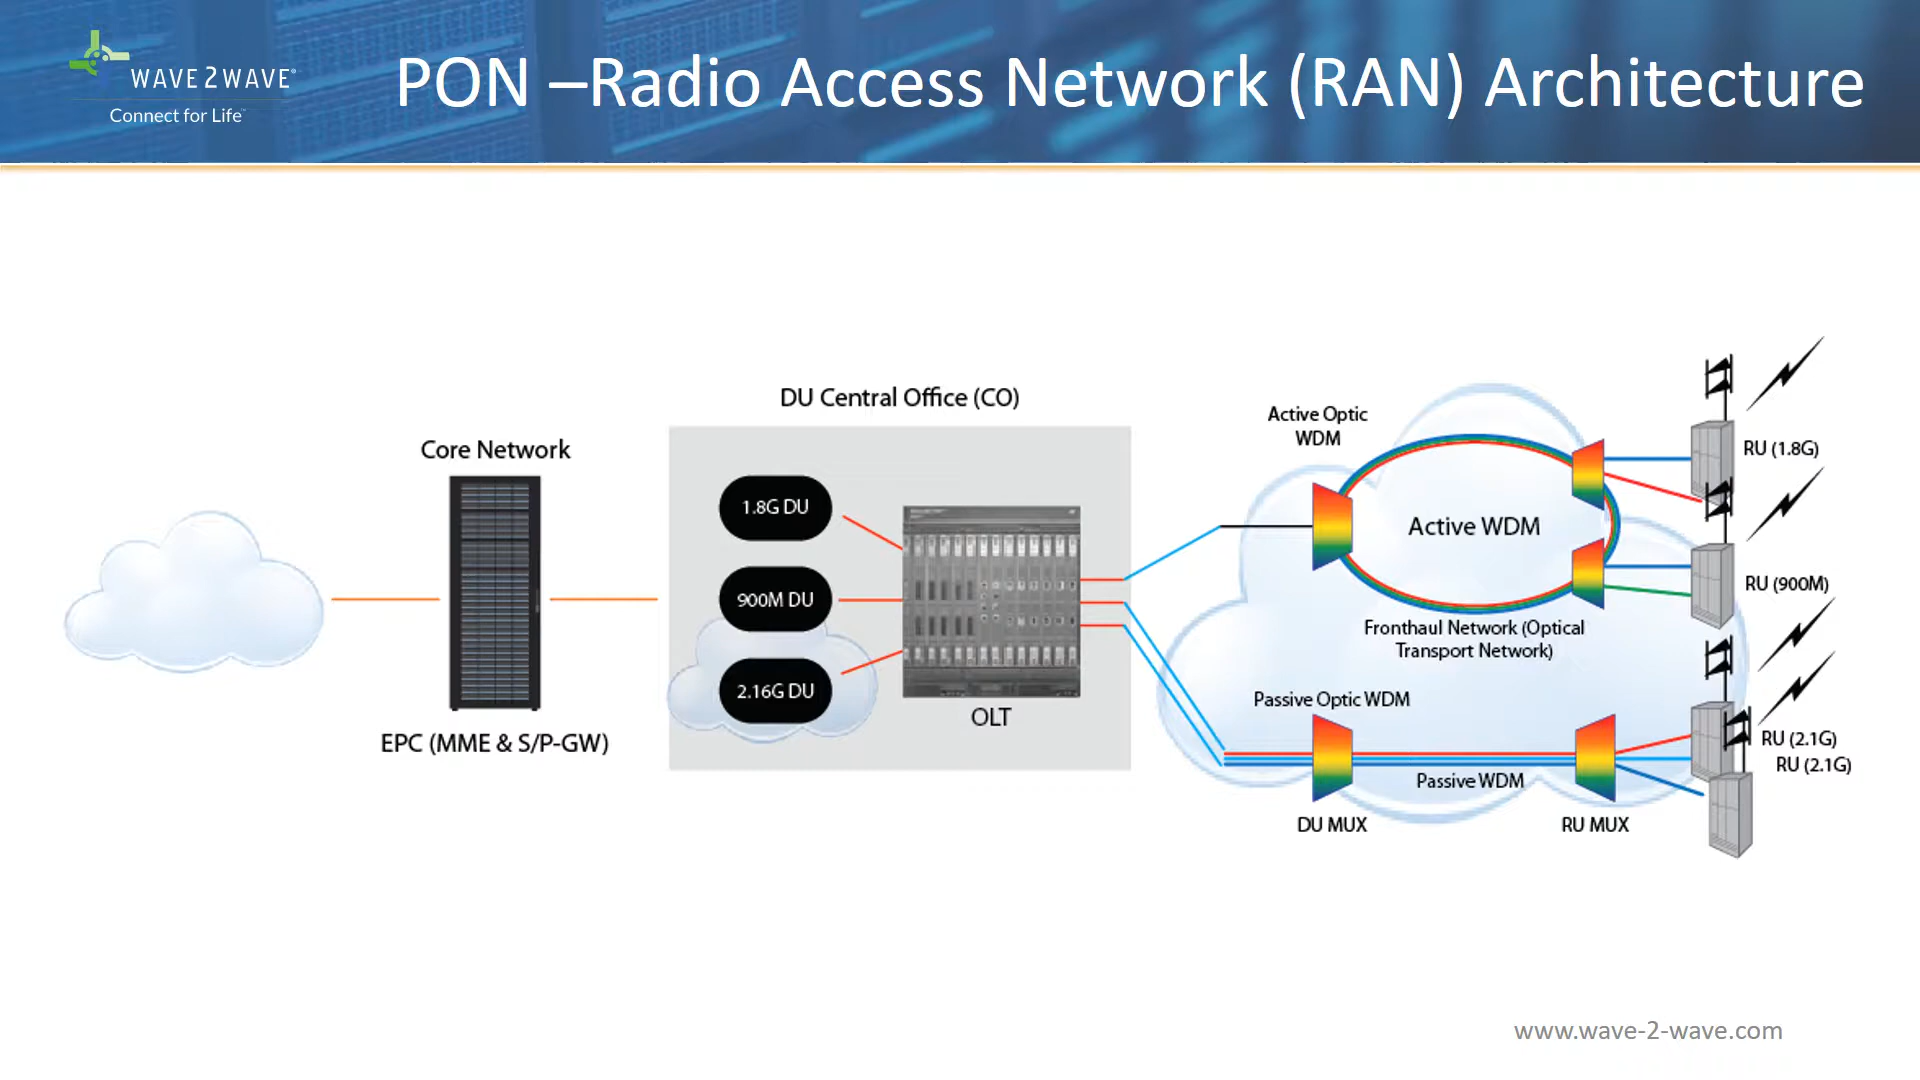 WAVE2WAVE®
Connect for Life™
PON –Radio Access Network (RAN) Architecture
DU Central Office (CO)
Core Network
EPC (MME & S/P-GW)
1.8G DU
900M DU
2.16G DU
OLT
Active Optic
WDM
Active WDM
Fronthaul Network (Optical
Transport Network)
Passive Optic WDM
Passive WDM
DU MUX
RU MUX
RU (1.8G)
RU (900M)
RU (2.1G)
RU (2.1G)
www.wave-2-wave.com